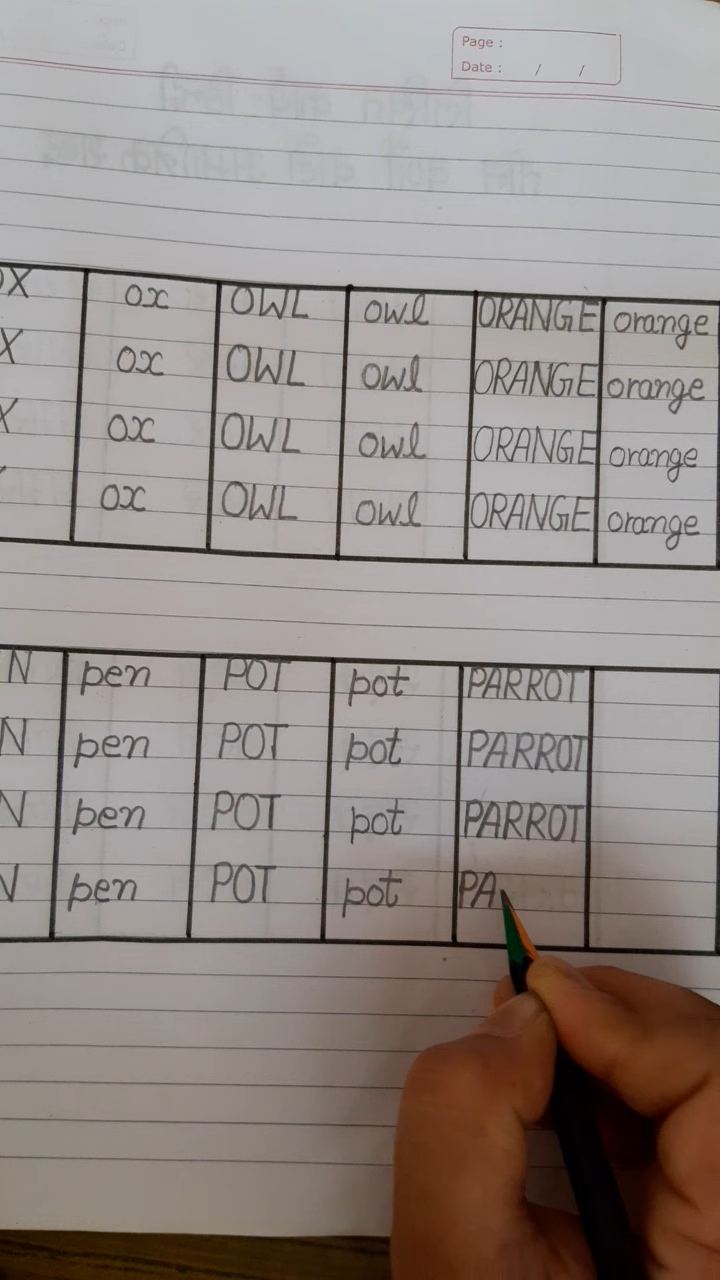 Page :
Date : / /
OX ox OWL owl ORANGE orange
X ox OWL owl ORANGE orange
X ox OWL owl ORANGE orange
ox OWL owl ORANGE orange
N pen POT pot PARROT
N pen POT pot PARROT
N pen POT pot PARROT
N pen POT pot PA